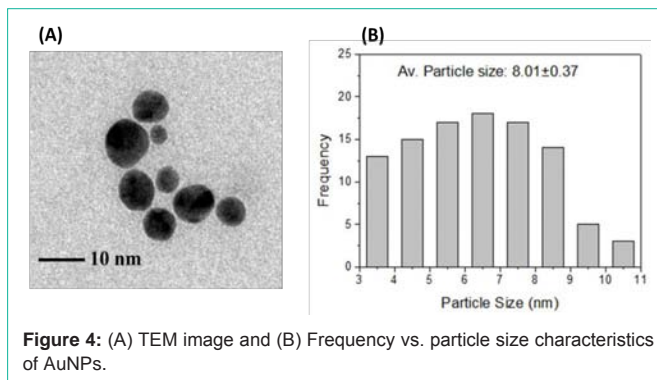 (A)
10 nm
(B)
Av. Particle size: 8.01±0.37
Frequency
25
20
15
10
5
0
3 4 5 6 7 8 9 10 11
Particle Size (nm)
Figure 4: (A) TEM image and (B) Frequency vs. particle size characteristics
of AuNPs.